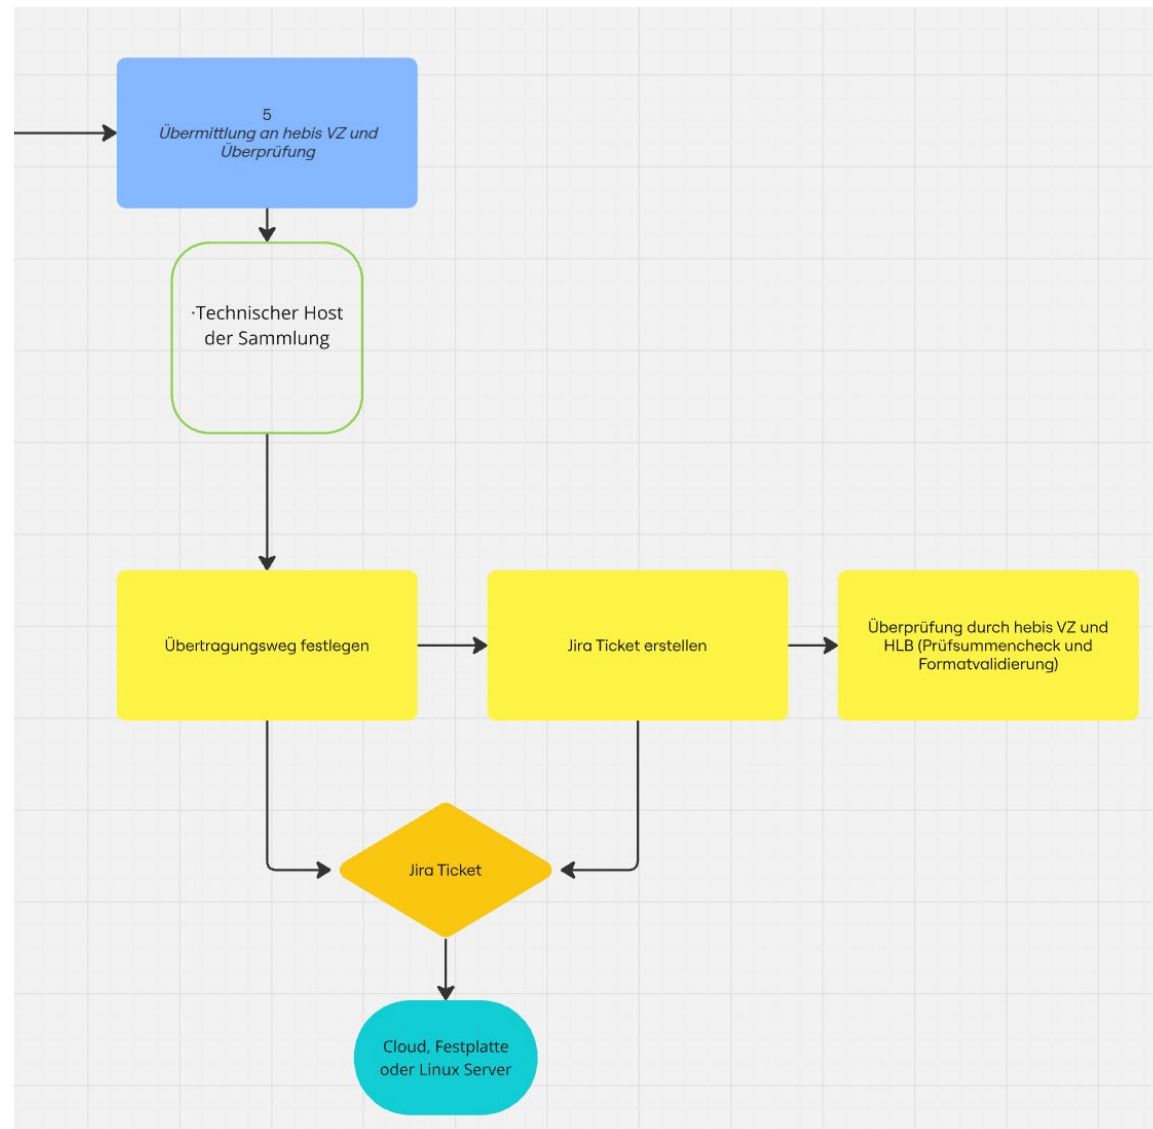 5
Übermittlung an hebis VZ und
Überprüfung
·Technischer Host
der Sammlung
Übertragungsweg festlegen
Jira Ticket erstellen
Überprüfung durch hebis VZ und
HLB (Prüfsummencheck und
Formatvalidierung)
Jira Ticket
Cloud, Festplatte
oder Linux Server